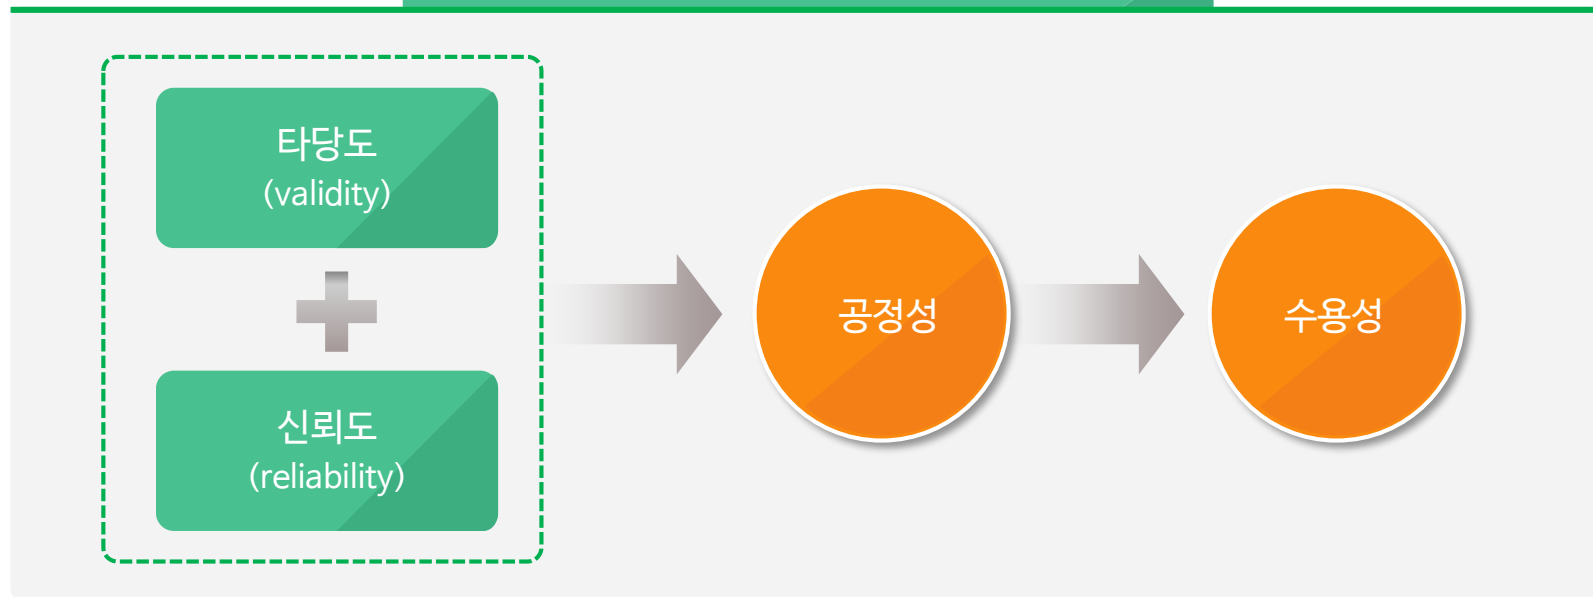 타당도
(validity)
신뢰도
(reliability)
공정성
수용성